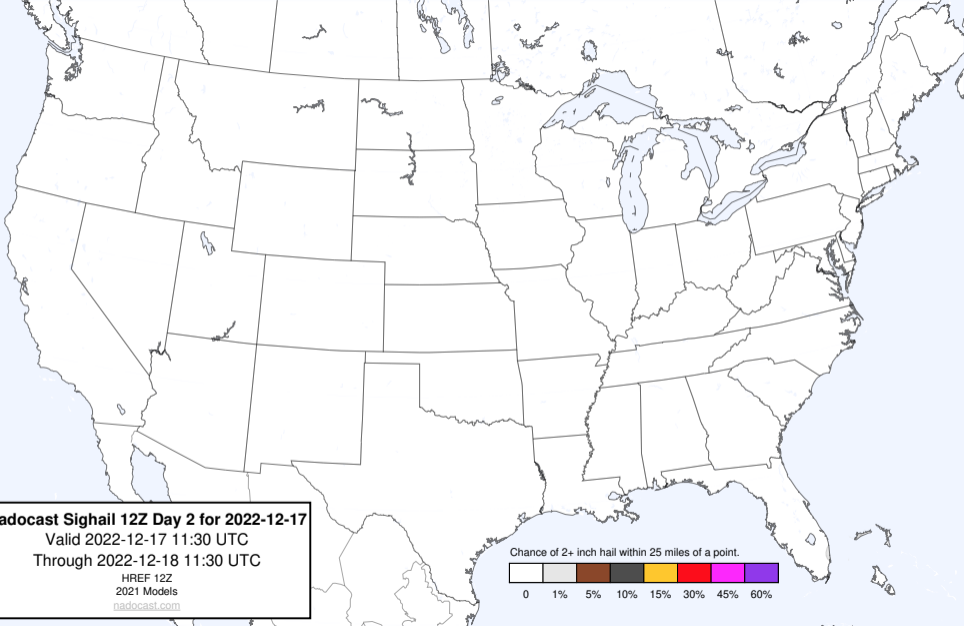 adocast Sighail 12Z Day 2 for 2022-12-17
Valid 2022-12-17 11:30 UTC
Through 2022-12-18 11:30 UTC
HREF 12Z
2021 Models
nadocast.com
Chance of 2+ inch hail within 25 miles of a point.
0 1% 5% 10% 15% 30% 45% 60%